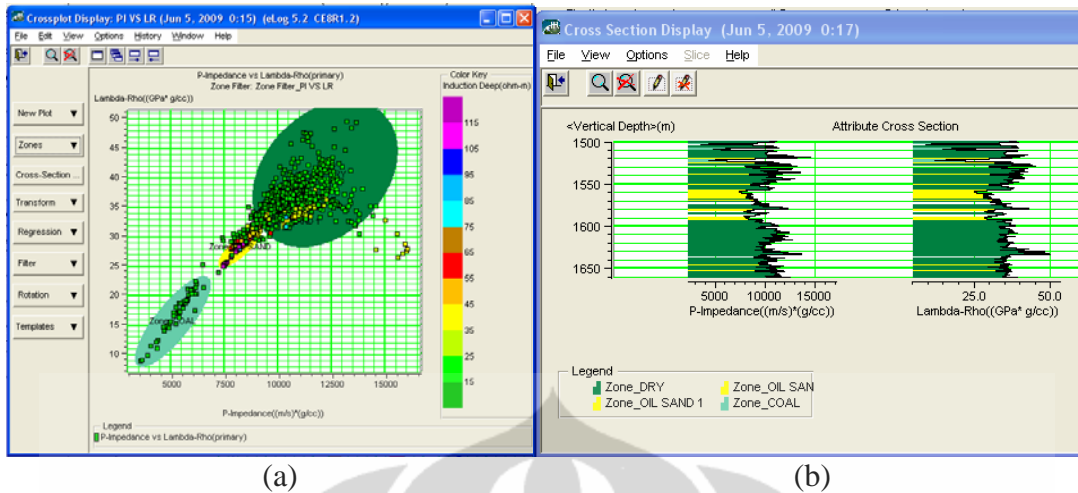 Crossplot Display: PI VS LR (Jun 5, 2009 0:15) (eLog 5.2 CE8R1.2)
File Edit View Options History Window Help
New Plot
Zones
Cross-Section ...
Transform
Regression
Filter
Rotation
Templates
P-Impedance vs Lambda-Rho(primary)
Zone Filter: Zone Filter_PI VS LR
Lambda-Rho((GPa* g/cc))
50
45
40
35
30
25
20
15
10
SAND
COAL
5000
7500
10000
12500
15000
P-Impedance((m/s)*(g/cc))
Color Key
Induction Deep(ohm-m)
115
105
95
85
75
65
55
45
35
25
15
Legend
P-Impedance vs Lambda-Rho(primary)
(a)
Cross Section Display (Jun 5, 2009 0:17)
File View Options Slice Help
<Vertical Depth>(m)
Attribute Cross Section
1500
1550
1600
1650
5000 10000 15000
P-Impedance((m/s)*(g/cc))
25.0 50.0
Lambda-Rho((GPa* g/cc))
Legend
Zone_DRY Zone_OIL SAN
Zone_OIL SAND 1 Zone_COAL
(b)